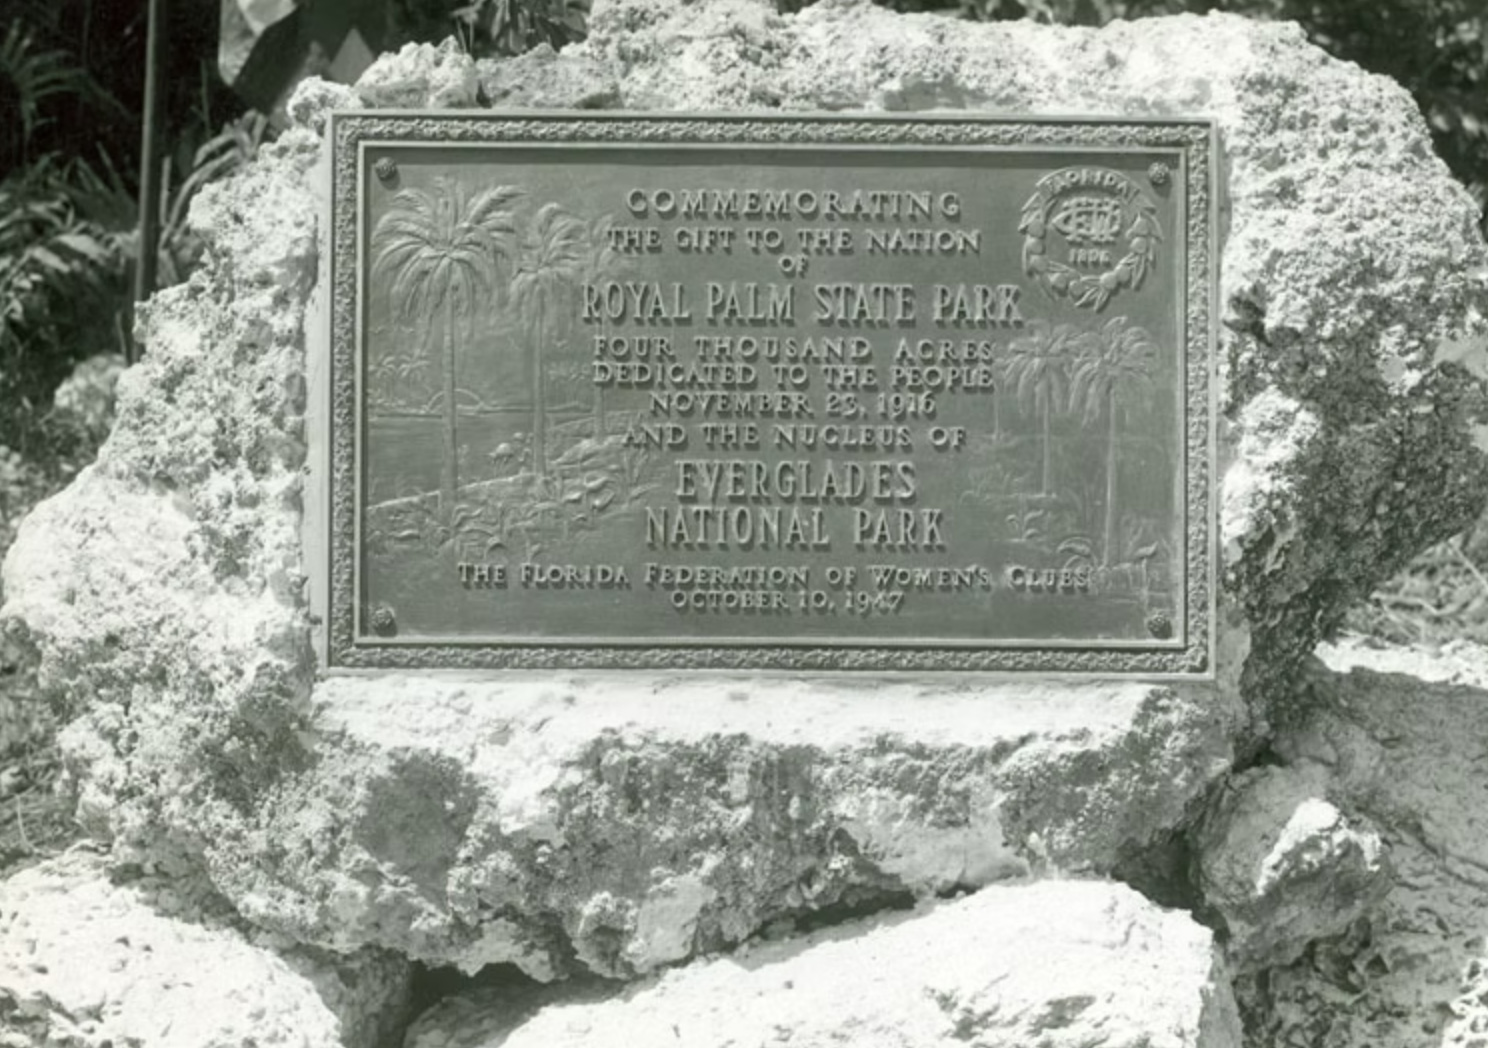 COMMEMORATING
THE GIFT TO THE NATION
OF
ROYAL PALM STATE PARK
FOUR THOUSAND ACRES
DEDICATED TO THE PEOPLE
NOVEMBER 23, 1916
AND THE NUCLEUS OF
EVERGLADES
NATIONAL PARK
THE FLORIDA FEDERATION OF WOMEN'S CLUBS
OCTOBER 10, 1947
FLORIDA